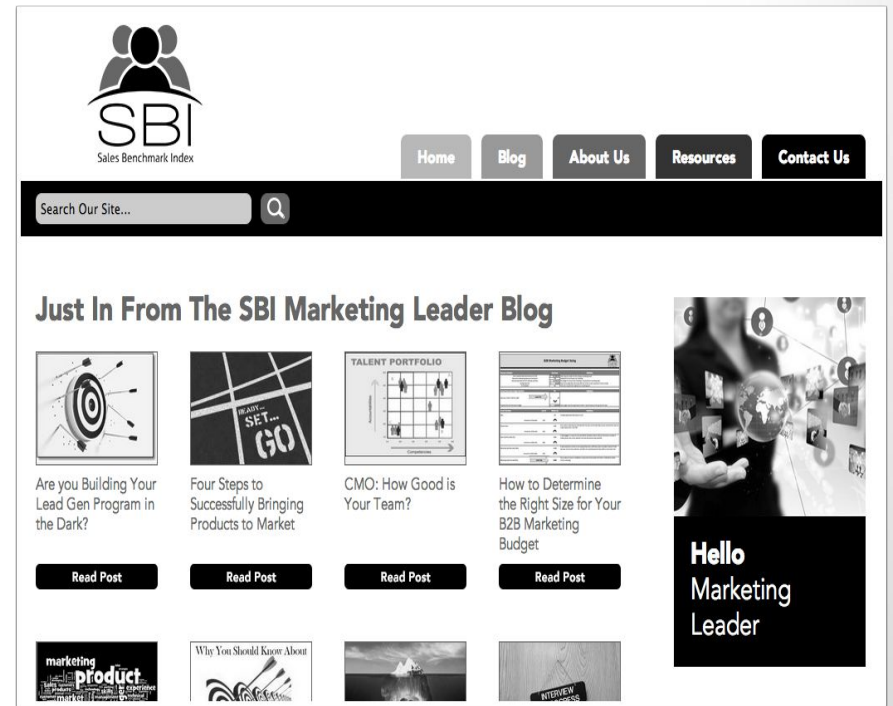 SBI
Sales Benchmark Index
Home
Blog
About Us
Resources
Contact Us
Search Our Site...
Just In From The SBI Marketing Leader Blog
READY...
SET...
GO
TALENT PORTFOLIO
Competencies
Are you Building Your
Lead Gen Program in
the Dark?
Four Steps to
Successfully Bringing
Products to Market
CMO: How Good is
Your Team?
How to Determine
the Right Size for Your
B2B Marketing
Budget
Read Post
Read Post
Read Post
Read Post
Hello
Marketing
Leader
marketing
product
market
experience
Why You Should Know About
INTERVIEW